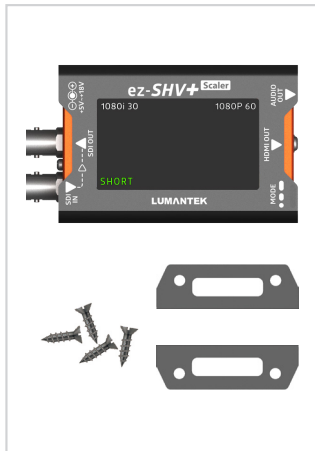 ez-SHV+ Scaler
+5V~+18V
SDI OUT
SDI IN
1080i 30 1080P 60
SHORT
LUMANTEK
AUDIO OUT
HDMI OUT
MODE